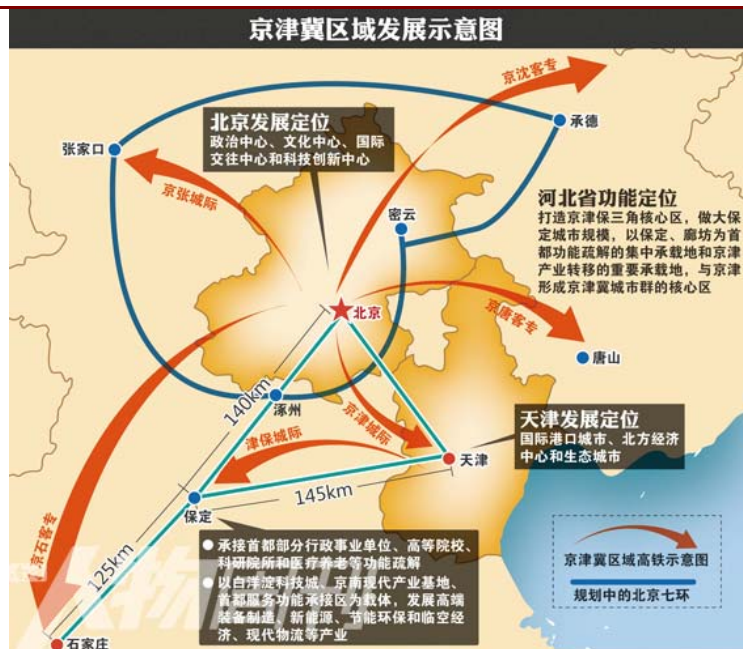 京津冀区域发展示意图
京沈客专
北京发展定位
政治中心、文化中心、国际
交往中心和科技创新中心
承德
张家口
京张城际
密云
河北省功能定位
打造京津保三角核心区，做大保
定城市规模，以保定、廊坊为首
都功能疏解的集中承载地和京津
产业转移的重要承载地，与京津
形成京津冀城市群的核心区
北京
京唐客专
唐山
140km
涿州
京津城际
津保城际
天津发展定位
国际港口城市、北方经济
中心和生态城市
天津
145km
保定
京石客专
125km
承接首都部分行政事业单位、高等院校、
科研院所和医疗养老等功能疏解
以白洋淀科技城、京南现代产业基地、
首都服务功能承接区为载体，发展高端
装备制造、新能源、节能环保和临空经
济、现代物流等产业
京津冀区域高铁示意图
规划中的北京七环
石家庄